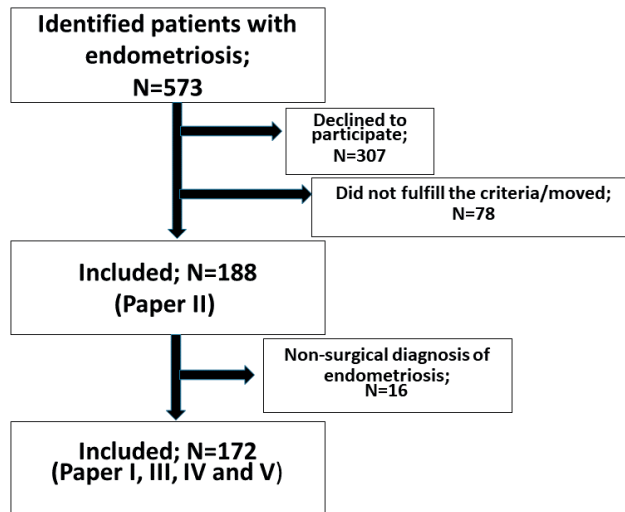 Identified patients with
endometriosis;
N=573
Declined to
participate;
N=307
Did not fulfill the criteria/moved;
N=78
Included; N=188
(Paper II)
Non-surgical diagnosis of
endometriosis;
N=16
Included; N=172
(Paper I, III, IV and V)